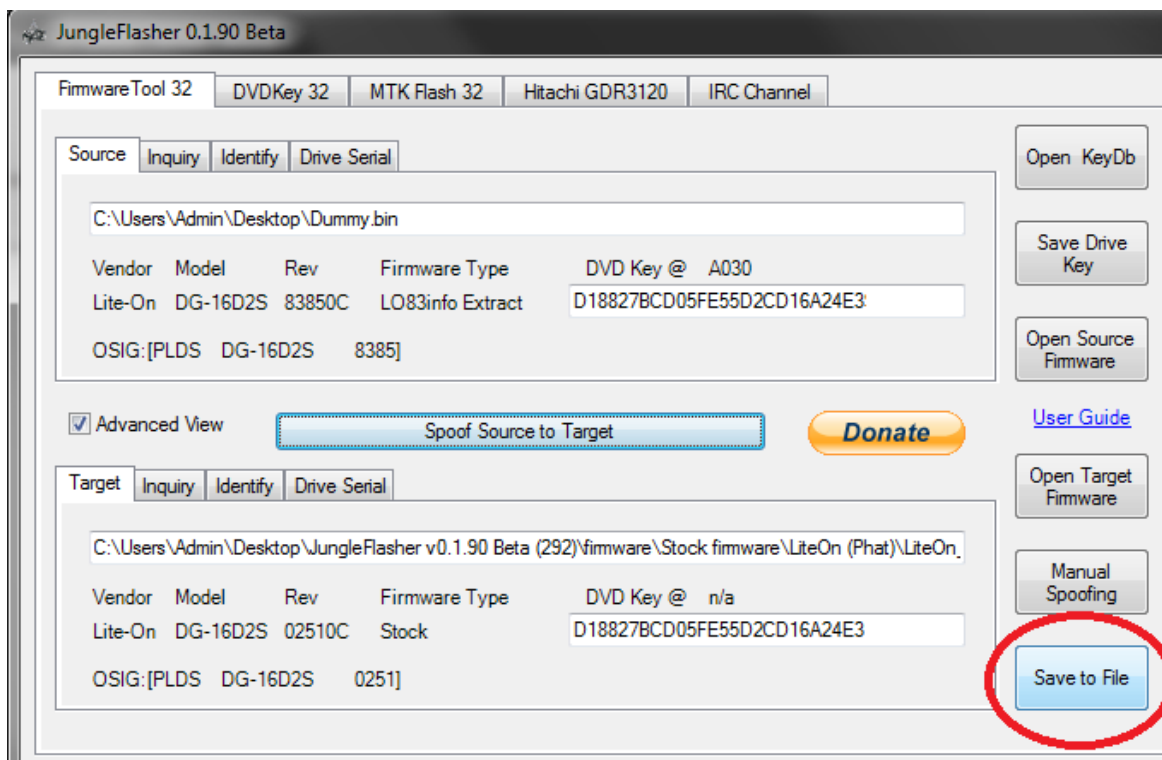 JungleFlasher 0.1.90 Beta
FirmwareTool 32 DVDKey 32 MTK Flash 32 Hitachi GDR3120 IRC Channel
Source Inquiry Identify Drive Serial
Open KeyDb
C:\Users\Admin\Desktop\Dummy.bin
Save Drive
Key
Vendor Model Rev Firmware Type DVD Key @ A030
Lite-On DG-16D2S 83850C LO83info Extract D18827BCD05FE55D2CD16A24E3
OSIG:[PLDS DG-16D2S 8385]
Open Source
Firmware
Advanced View Spoof Source to Target Donate User Guide
Target Inquiry Identify Drive Serial
Open Target
Firmware
C:\Users\Admin\Desktop\JungleFlasher v0.1.90 Beta (292)\firmware\Stock firmware\LiteOn (Phat)\LiteOn_
Vendor Model Rev Firmware Type DVD Key @ n/a
Lite-On DG-16D2S 02510C Stock D18827BCD05FE55D2CD16A24E3
Manual
Spoofing
OSIG:[PLDS DG-16D2S 0251]
Save to File